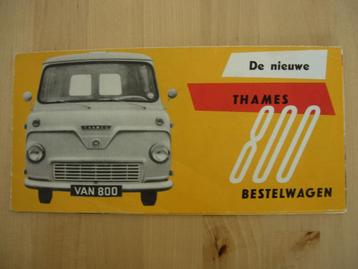 De nieuwe
THAMES
800
BESTELWAGEN
THAMES
VAN 800